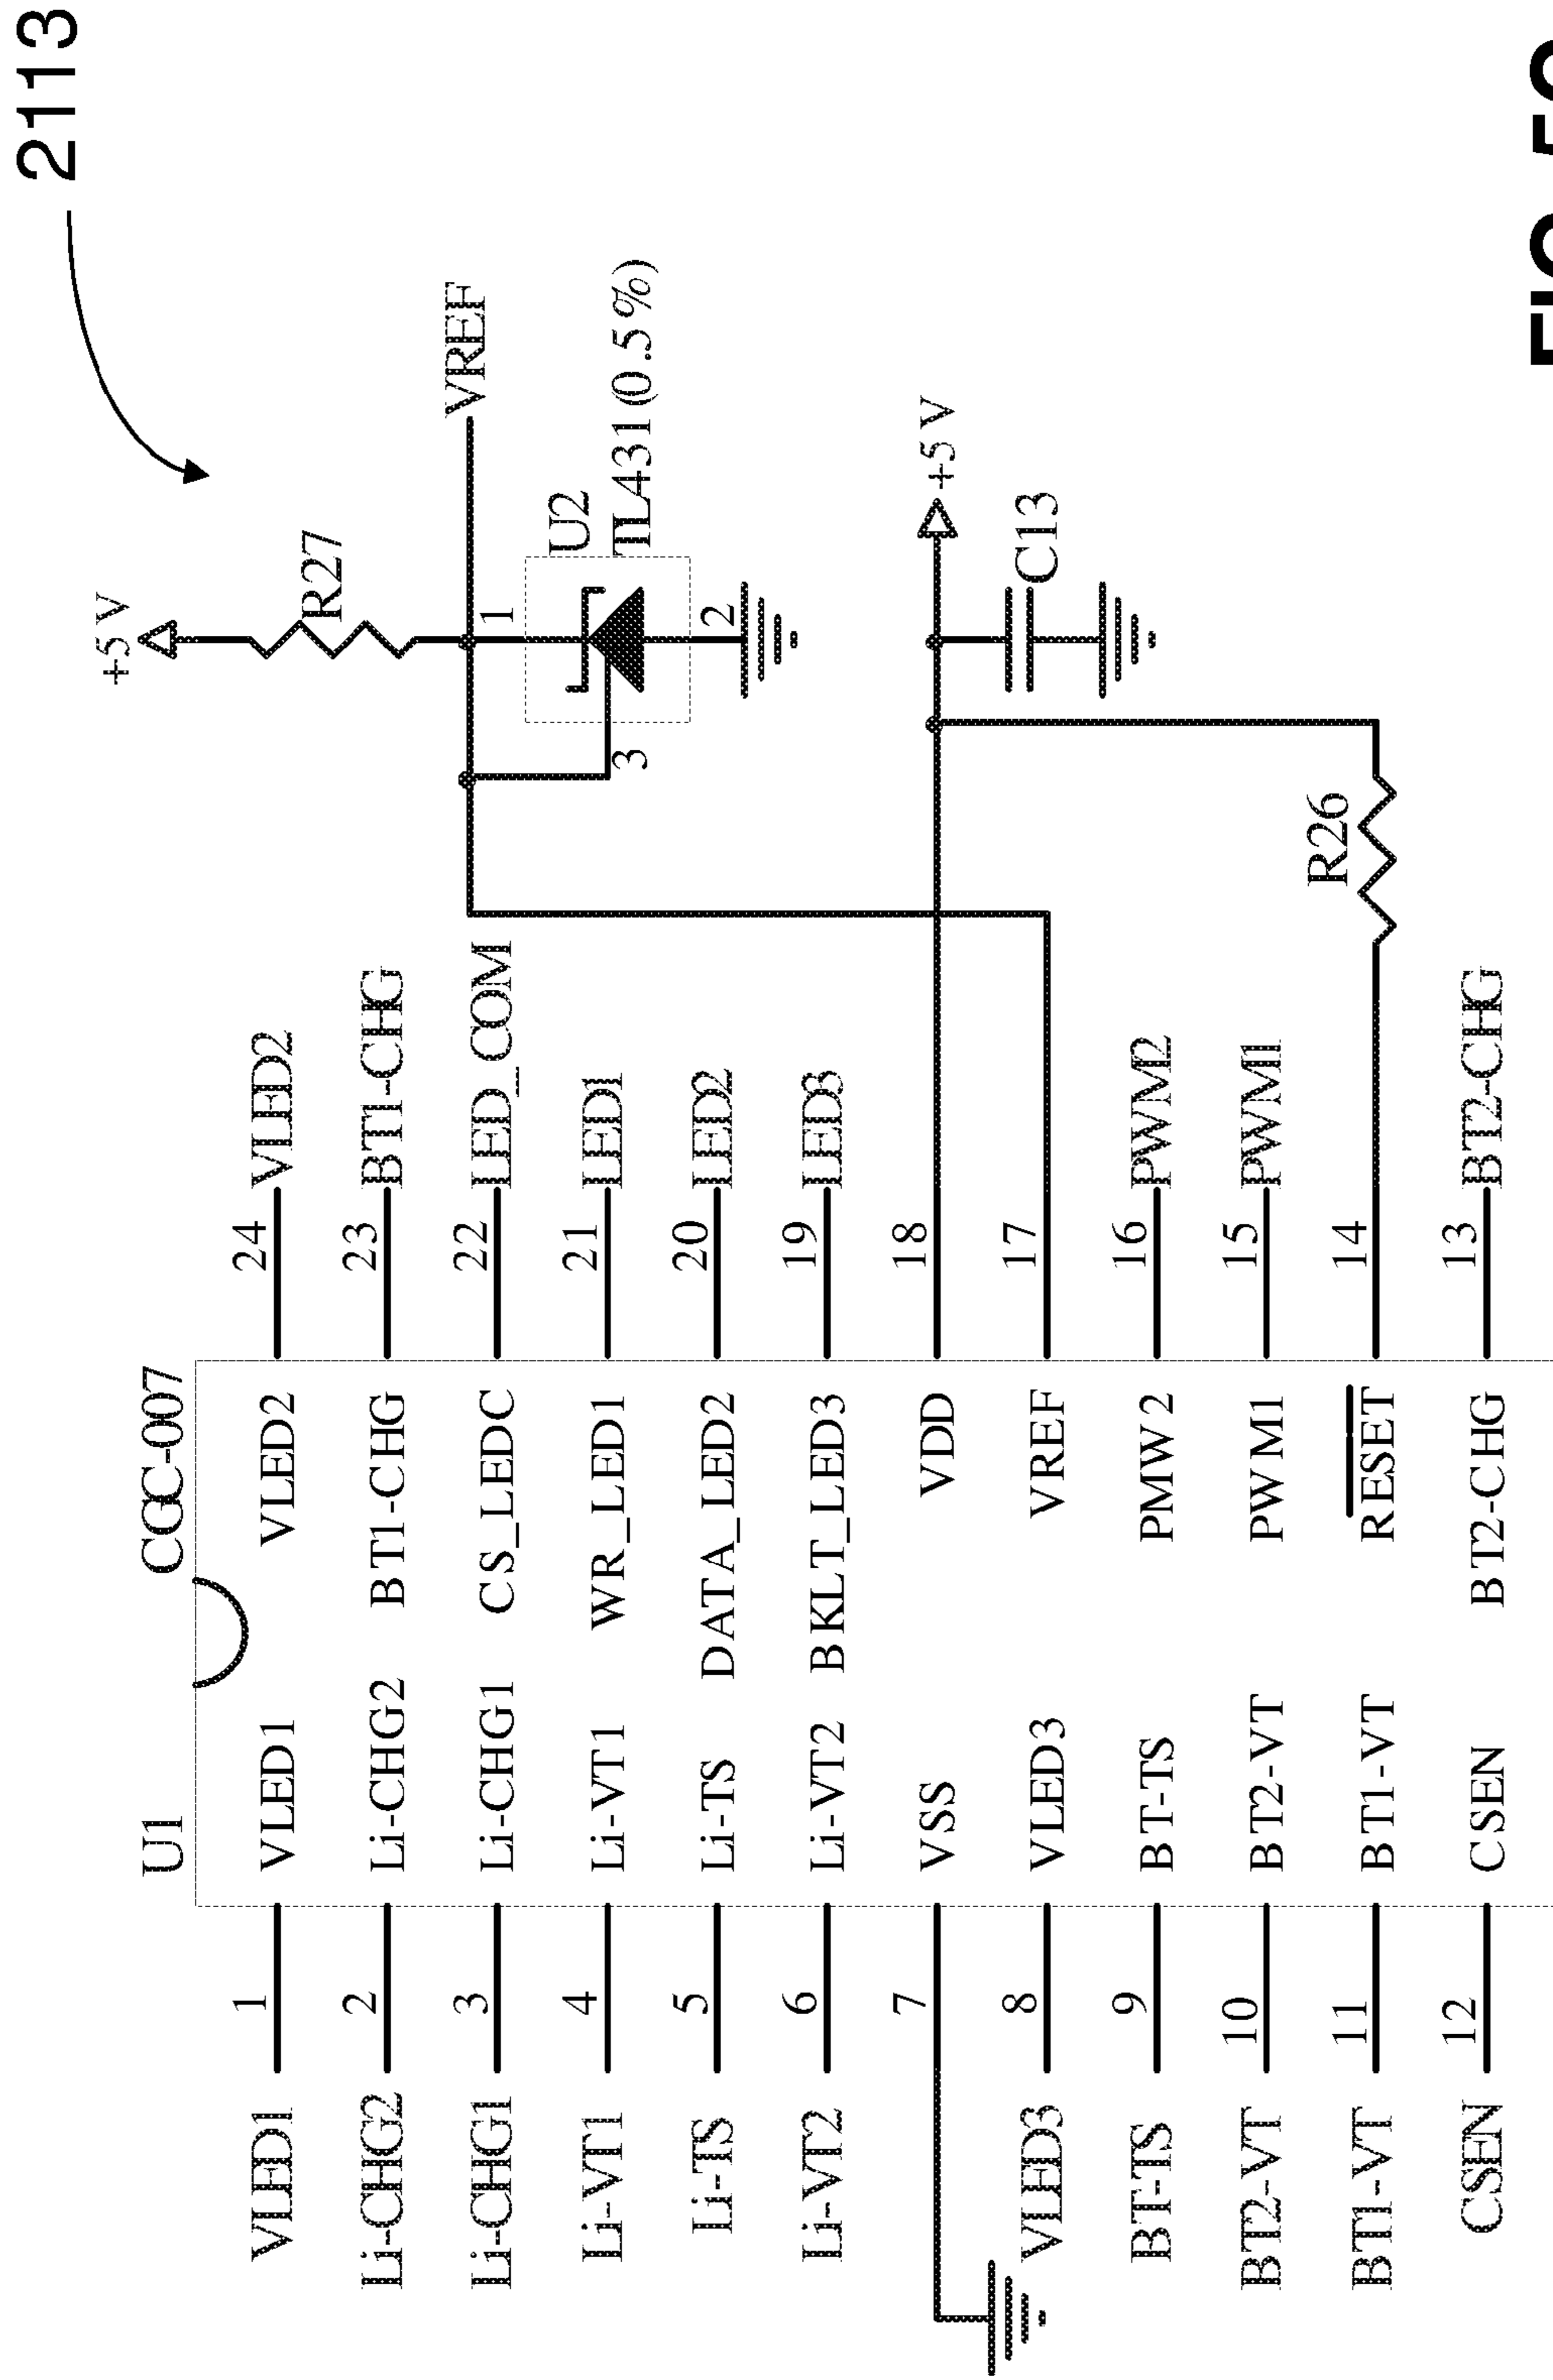 2113
+5V
U1 CGC-007
1 VLED1 VLED2 24
VLED1 VLED2
R27
2 Li-CHG2 BT1-CHG 23
Li-CHG2 BT1-CHG
VREF
3 Li-CHG1 CS_LEDC 22
Li-CHG1 LED_COM
1
U2
4 Li-VT1 WR_LED1 21
Li-VT1 LED1
TL431(0.5%)
3
5 Li-TS DATA_LED2 20
Li-TS LED2
2
6 Li-VT2 BKLT_LED3 19
Li-VT2 LED3
7 VSS VDD 18
+5V
8 VLED3 VREF 17
VLED3
C13
9 BT-TS PMW2 16
BT-TS PWM2
10 BT2-VT PWM1 15
BT2-VT PWM1
R26
11 BT1-VT RESET 14
BT1-VT
12 CSEN BT2-CHG 13
CSEN BT2-CHG
FIG